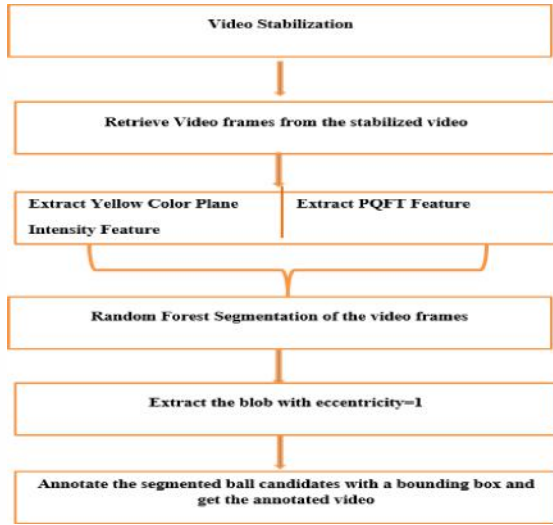 Video Stabilization
Retrieve Video frames from the stabilized video
Extract Yellow Color Plane
Intensity Feature
Extract PQFT Feature
Random Forest Segmentation of the video frames
Extract the blob with eccentricity=1
Annotate the segmented ball candidates with a bounding box and
get the annotated video